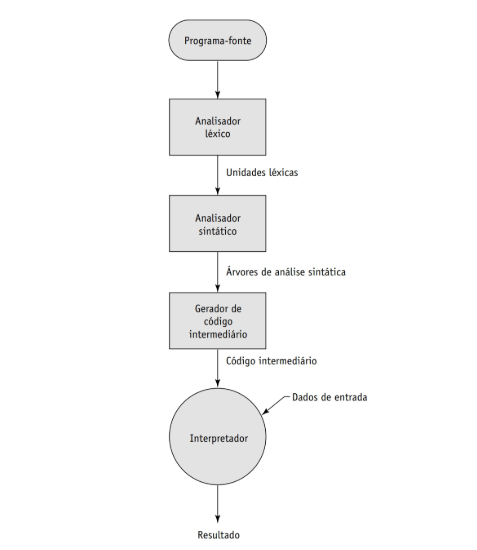 Programa-fonte
Analisador
léxico
Unidades léxicas
Analisador
sintático
Árvores de análise sintática
Gerador de
código
intermediário
Código intermediário
Dados de entrada
Interpretador
Resultado